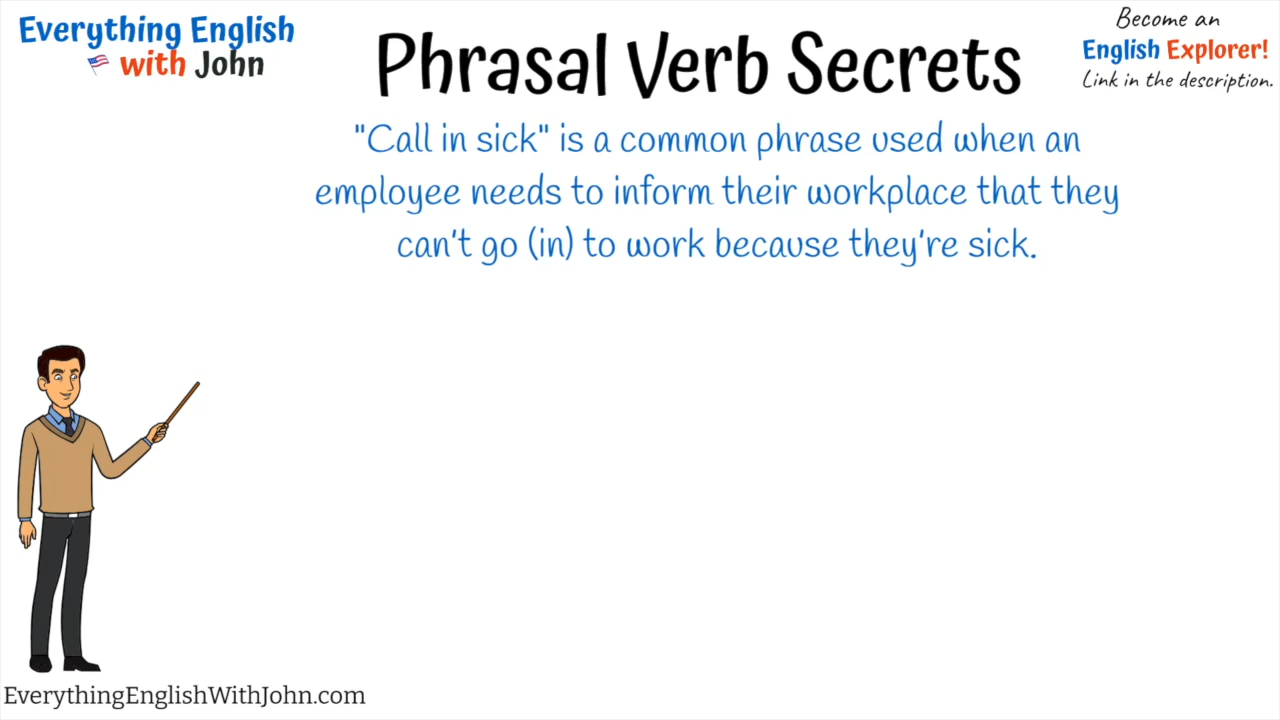 Everything English
with John
Phrasal Verb Secrets
Become an
English Explorer!
Link in the description.
"Call in sick" is a common phrase used when an
employee needs to inform their workplace that they
can't go (in) to work because they're sick.
EverythingEnglishWithJohn.com